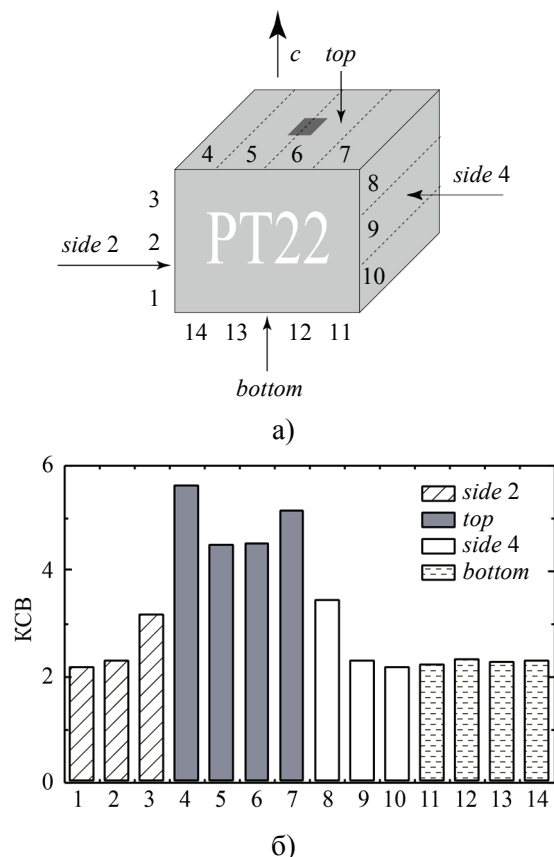 c
top
4 5 6 7
8
3
side 4
PT22
2
9
side 2
10
1
14 13 12 11
bottom
а)
6
side 2
top
side 4
bottom
4
КСВ
2
0
1 2 3 4 5 6 7 8 9 10 11 12 13 14
б)